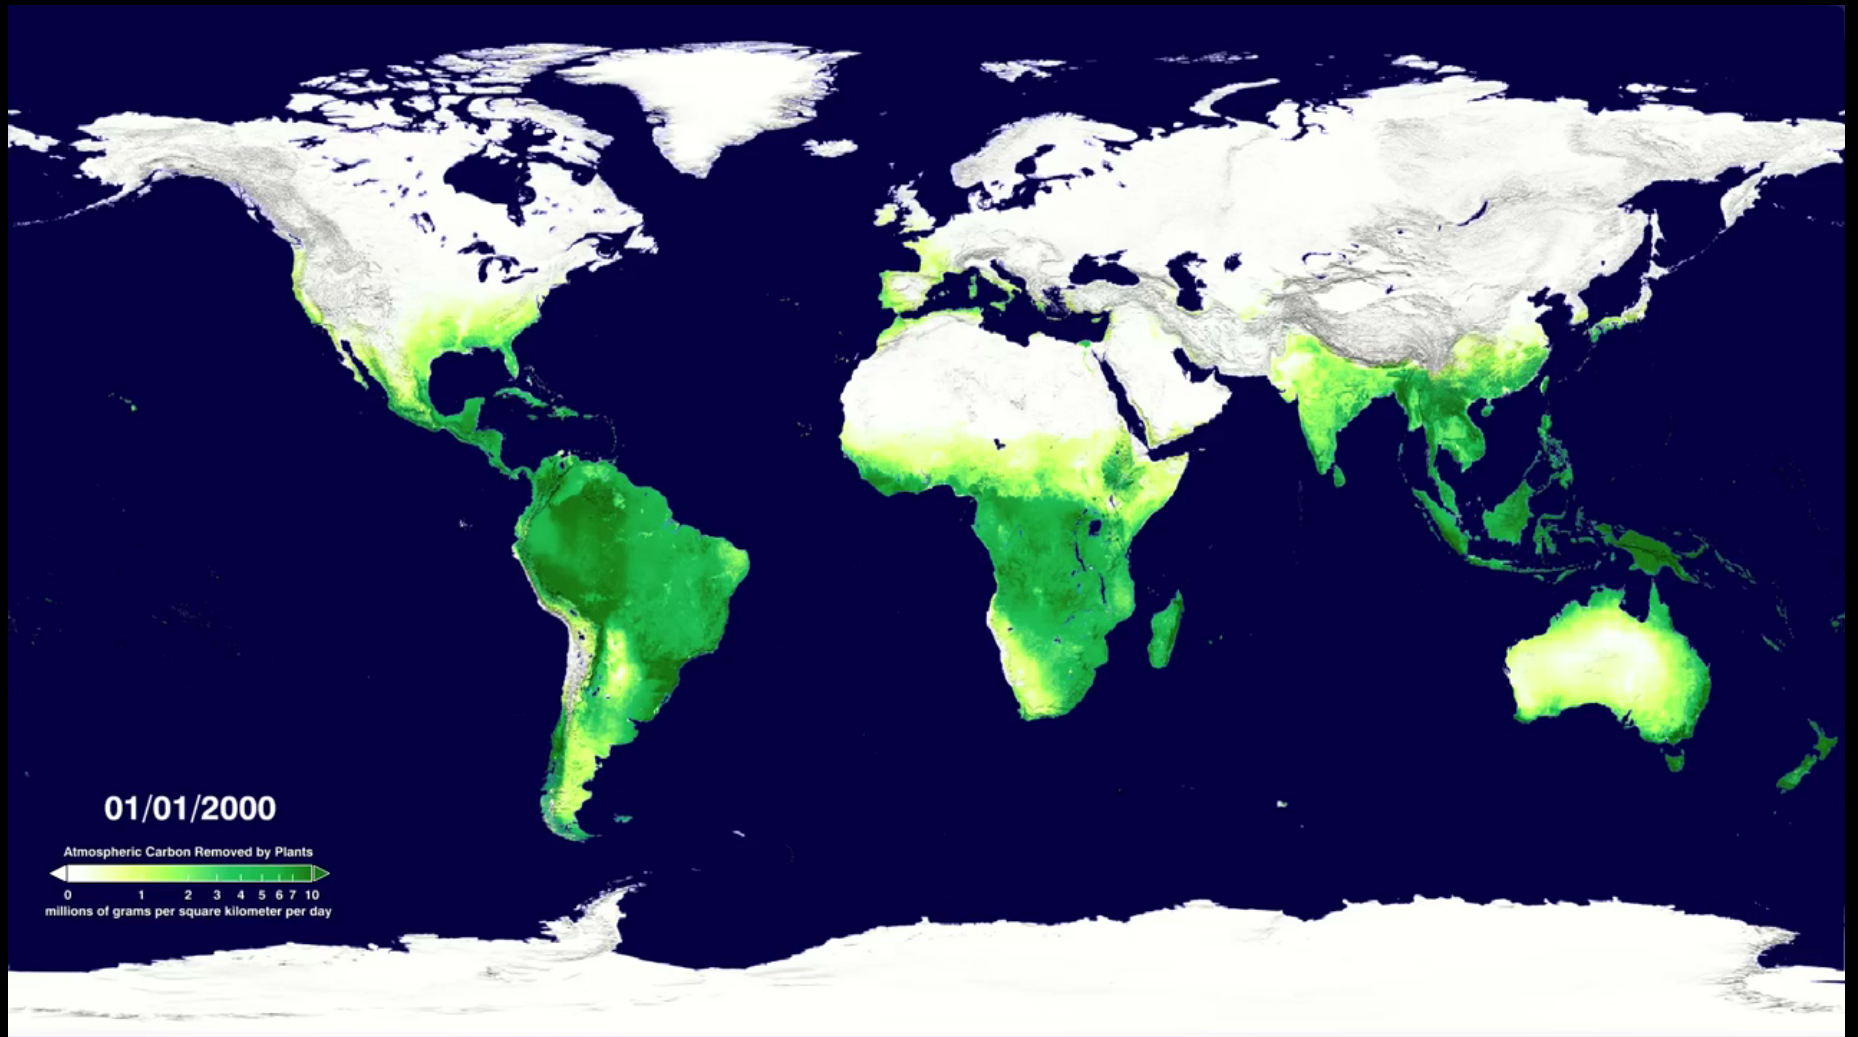 01/01/2000
Atmospheric Carbon Removed by Plants
0 1 2 3 4 5 6 7 10
millions of grams per square kilometer per day